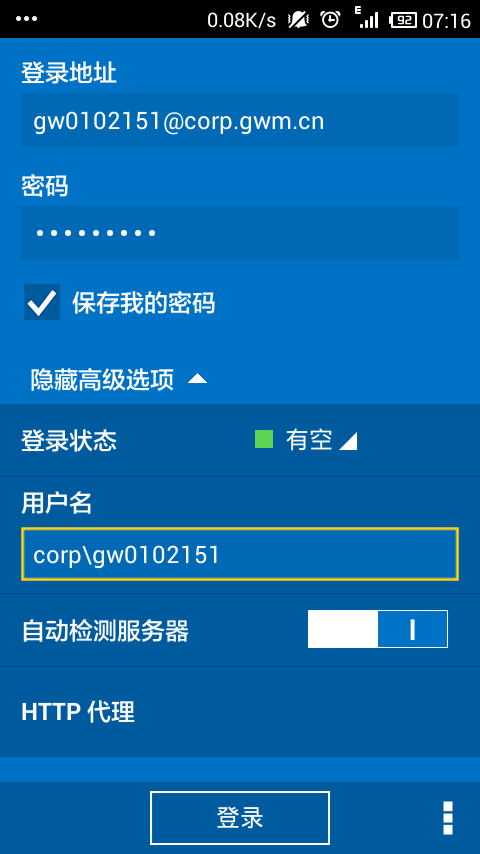 0.08K/s E 92 07:16
登录地址
gw0102151@corp.gwm.cn
密码
•••••••••
保存我的密码
隐藏高级选项
登录状态 有空
用户名
corp\gw0102151
自动检测服务器
HTTP 代理
登录